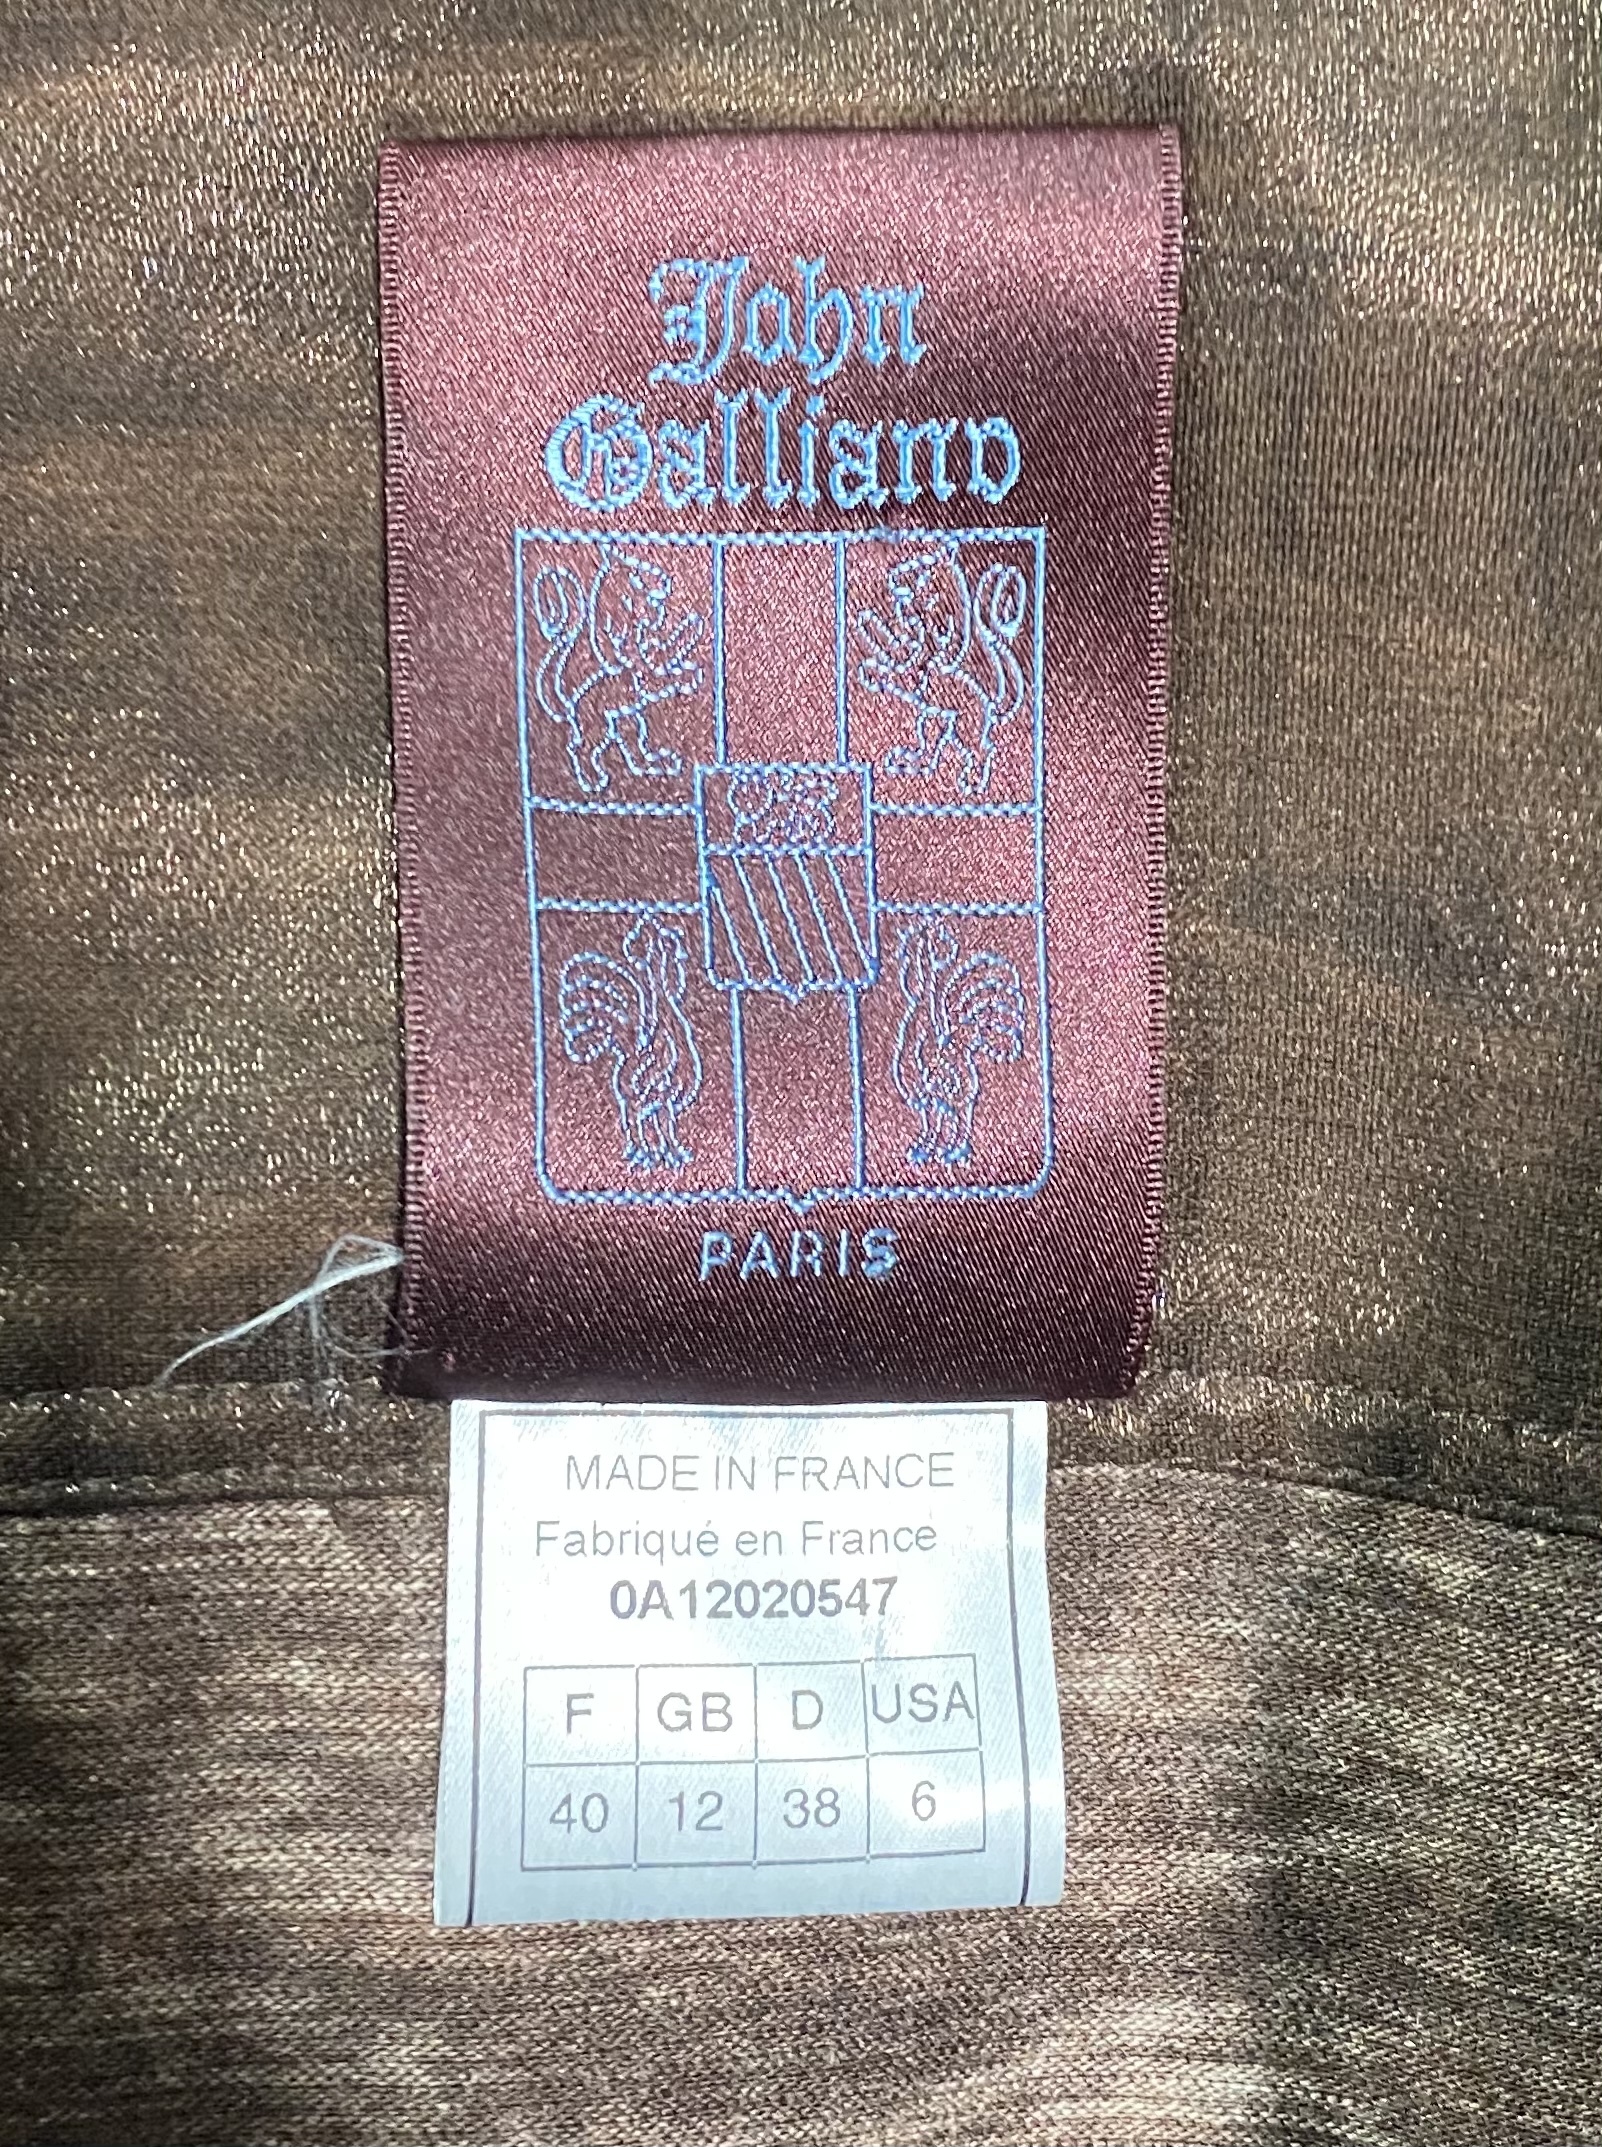 John
Galliano
PARIS
MADE IN FRANCE
Fabriqué en France
0A12020547
F GB D USA
40 12 38 6